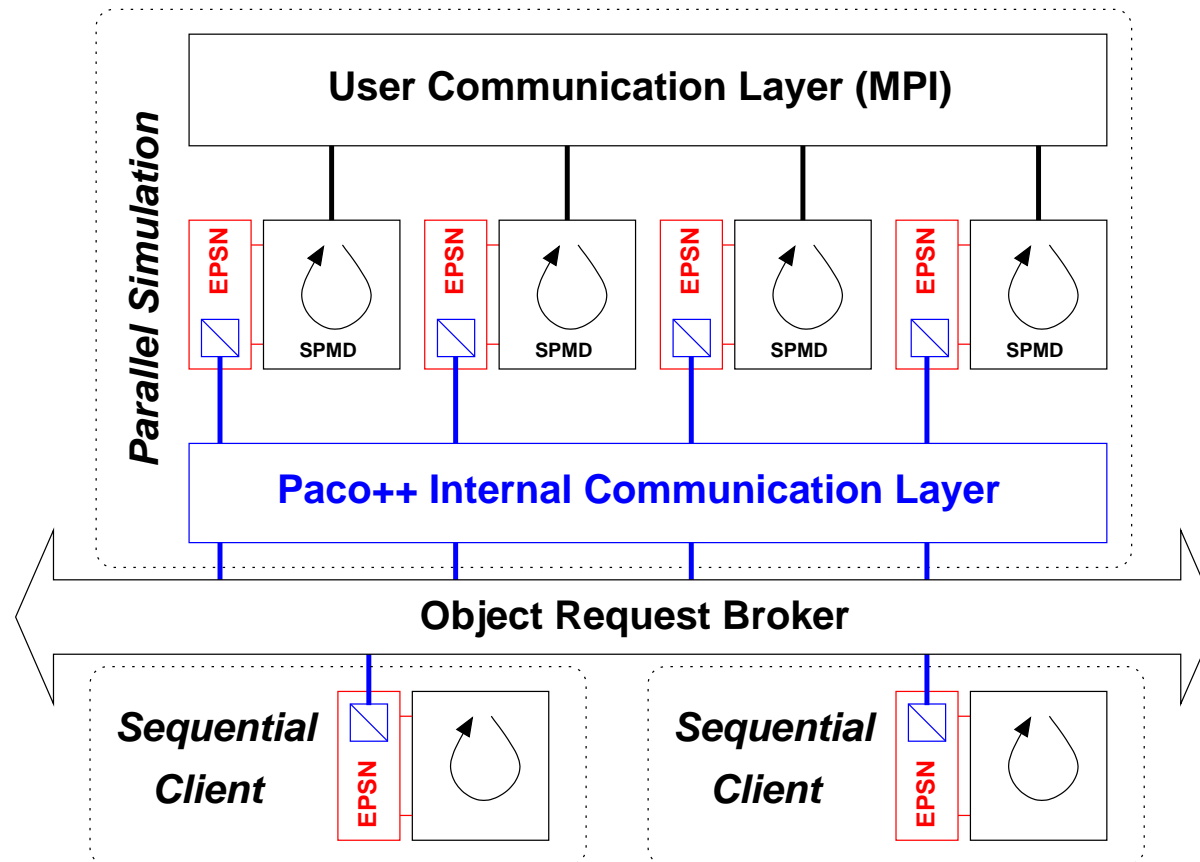 User Communication Layer (MPI)
Parallel Simulation
EPSN
SPMD
EPSN
SPMD
EPSN
SPMD
EPSN
SPMD
Paco++ Internal Communication Layer
Object Request Broker
Sequential
Client
EPSN
Sequential
Client
EPSN